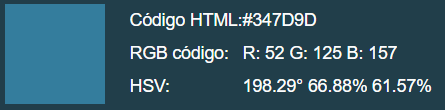 Código HTML:#347D9D
RGB código: R: 52 G: 125 B: 157
HSV: 198.29° 66.88% 61.57%